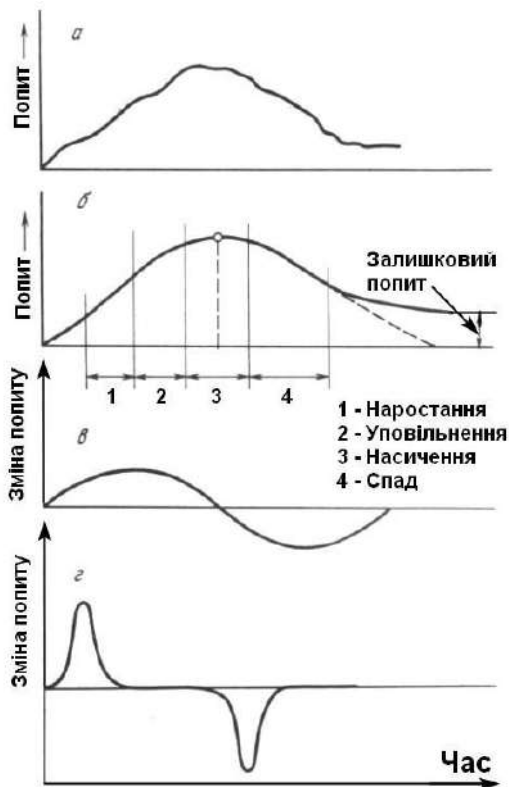 а
Попит
б
Попит
Залишковий
попит
1 2 3 4
1 - Наростання
2 - Уповільнення
3 - Насичення
4 - Спад
Зміна попиту
в
Зміна попиту
г
Час